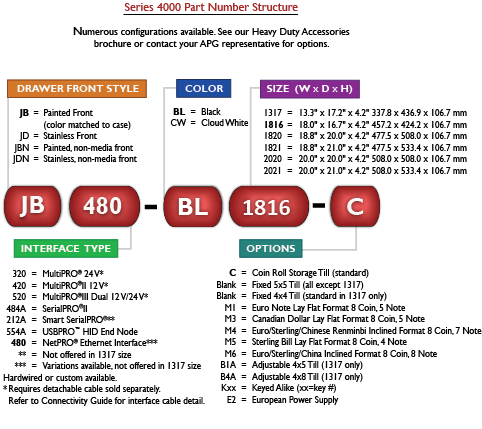 Series 4000 Part Number Structure
Numerous configurations available. See our Heavy Duty Accessories
brochure or contact your APG representative for options.
DRAWER FRONT STYLE
COLOR
SIZE (W x D x H)
JB = Painted Front
(color matched to case)
JD = Stainless Front
JBN = Painted, non-media front
JDN = Stainless, non-media front
BL = Black
CW = Cloud White
1317 = 13.3" x 17.2" x 4.2" 337.8 x 436.9 x 106.7 mm
1816 = 18.0" x 16.7" x 4.2" 457.2 x 424.2 x 106.7 mm
1820 = 18.8" x 20.0" x 4.2" 477.5 x 508.0 x 106.7 mm
1821 = 18.8" x 21.0" x 4.2" 477.5 x 533.4 x 106.7 mm
2020 = 20.0" x 20.0" x 4.2" 508.0 x 508.0 x 106.7 mm
2021 = 20.0" x 21.0" x 4.2" 508.0 x 533.4 x 106.7 mm
JB 480 - BL 1816 - C
INTERFACE TYPE
OPTIONS
320 = MultiPRO® 24V*
420 = MultiPRO®II 12V*
520 = MultiPRO®III Dual 12V/24V*
484A = SerialPRO®II
212A = Smart SerialPRO®**
554A = USBPRO™ HID End Node
480 = NetPRO® Ethernet Interface***
** = Not offered in 1317 size
*** = Variations available, not offered in 1317 size
Hardwired or custom available.
*Requires detachable cable sold separately.
Refer to Connectivity Guide for interface cable detail.
C = Coin Roll Storage Till (standard)
Blank = Fixed 5x5 Till (all except 1317)
Blank = Fixed 4x4 Till (standard in 1317 only)
M1 = Euro Note Lay Flat Format 8 Coin, 5 Note
M3 = Canadian Dollar Lay Flat Format 8 Coin, 5 Note
M4 = Euro/Sterling/Chinese Renminbi Inclined Format 8 Coin, 7 Note
M5 = Sterling Bill Lay Flat Format 8 Coin, 4 Note
M6 = Euro/Sterling/China Inclined Format 8 Coin, 8 Note
B1A = Adjustable 4x5 Till (1317 only)
B4A = Adjustable 4x8 Till (1317 only)
Kxx = Keyed Alike (xx=key #)
E2 = European Power Supply